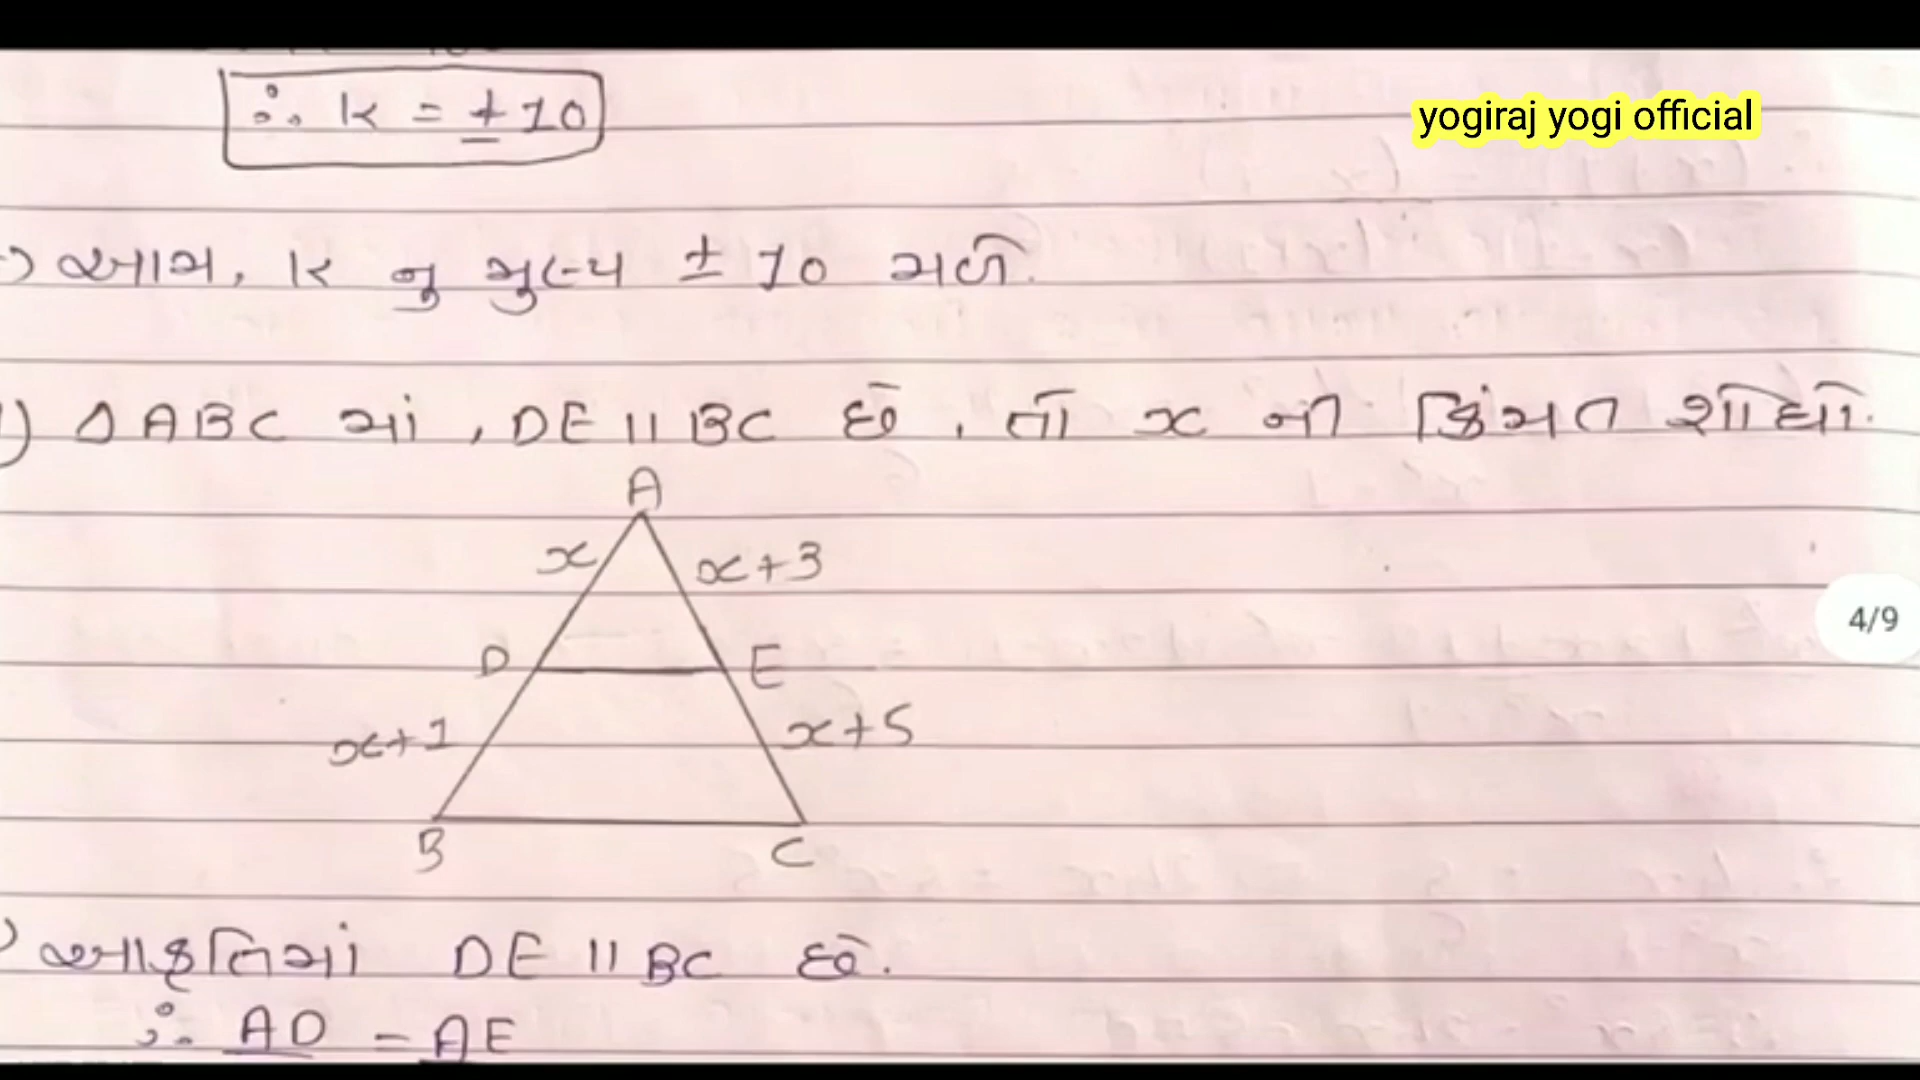 ∴ k = ±10
yogiraj yogi official
આમ, k નુ મુલ્ય ±10 મળે.
) ΔABC માં, DE || BC છે, તો x ની કિંમત શોધો.
A
x x+3
D E
x+1 x+5
B C
4/9
આકૃતિમાં DE || BC છે.
∴ AD = AE